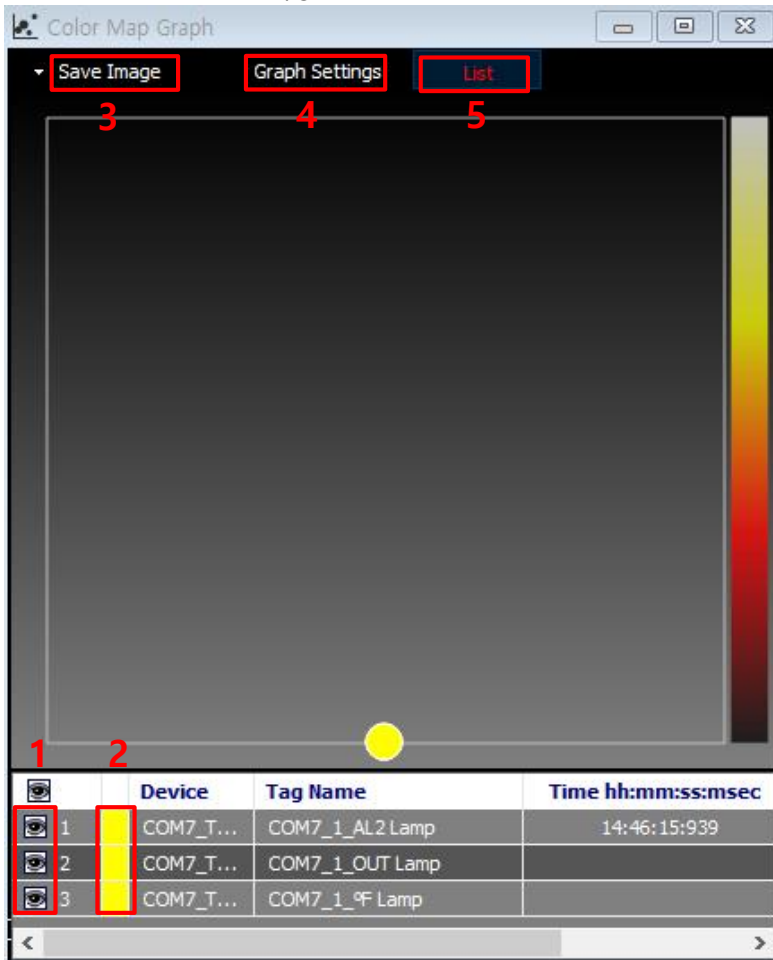 Color Map Graph
Save Image Graph Settings List
3 4 5
1 2
Device Tag Name Time hh:mm:ss:msec
1 COM7_T... COM7_1_AL2 Lamp 14:46:15:939
2 COM7_T... COM7_1_OUT Lamp
3 COM7_T... COM7_1_ºF Lamp